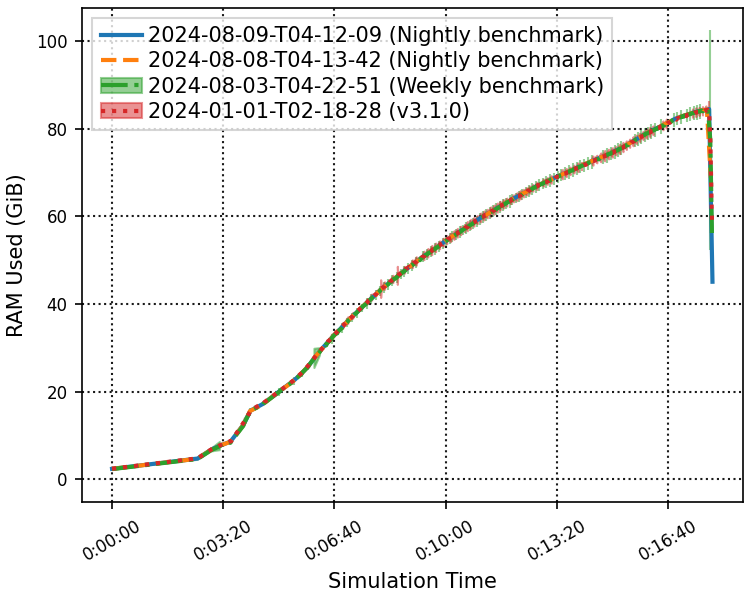 2024-08-09-T04-12-09 (Nightly benchmark)
2024-08-08-T04-13-42 (Nightly benchmark)
2024-08-03-T04-22-51 (Weekly benchmark)
2024-01-01-T02-18-28 (v3.1.0)
100
80
60
40
20
0
RAM Used (GiB)
0:00:00
0:03:20
0:06:40
0:10:00
0:13:20
0:16:40
Simulation Time